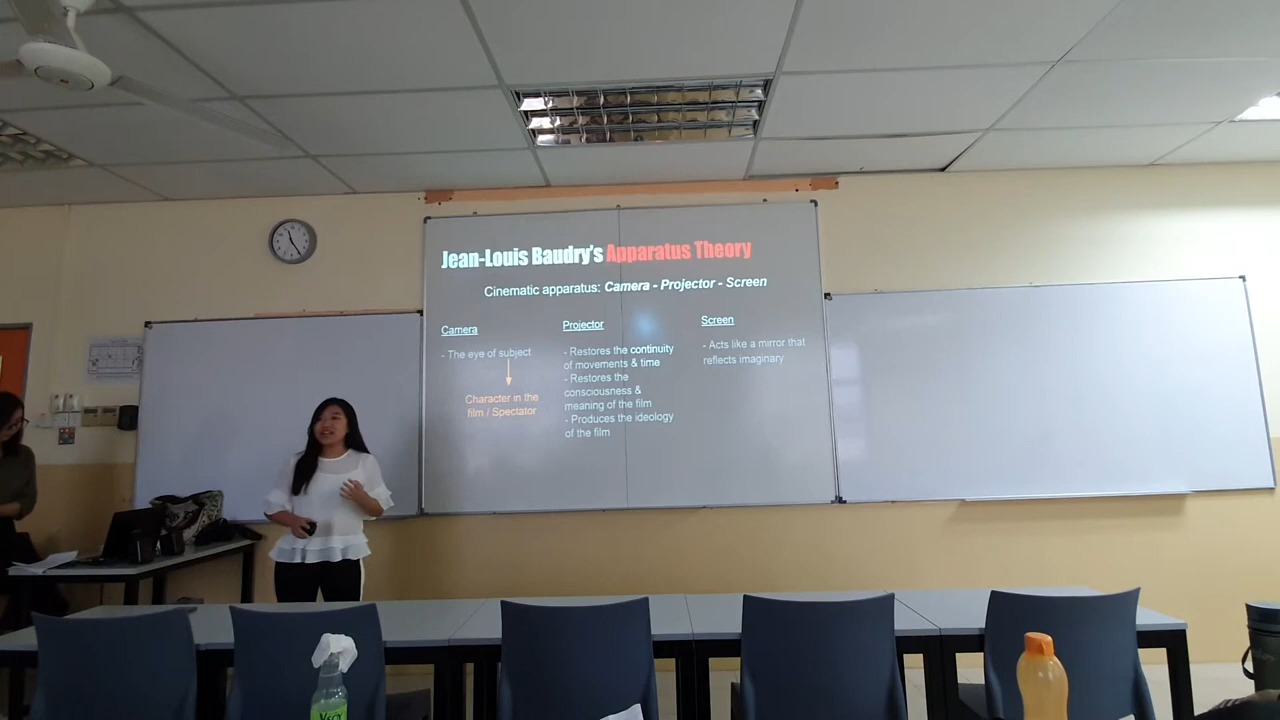 Jean-Louis Baudry's Apparatus Theory
Cinematic apparatus: Camera - Projector - Screen
Camera
- The eye of subject
Character in the
film / Spectator
Projector
- Restores the continuity
of movements & time
- Restores the
consciousness &
meaning of the film
- Produces the ideology
of the film
Screen
- Acts like a mirror that
reflects imaginary